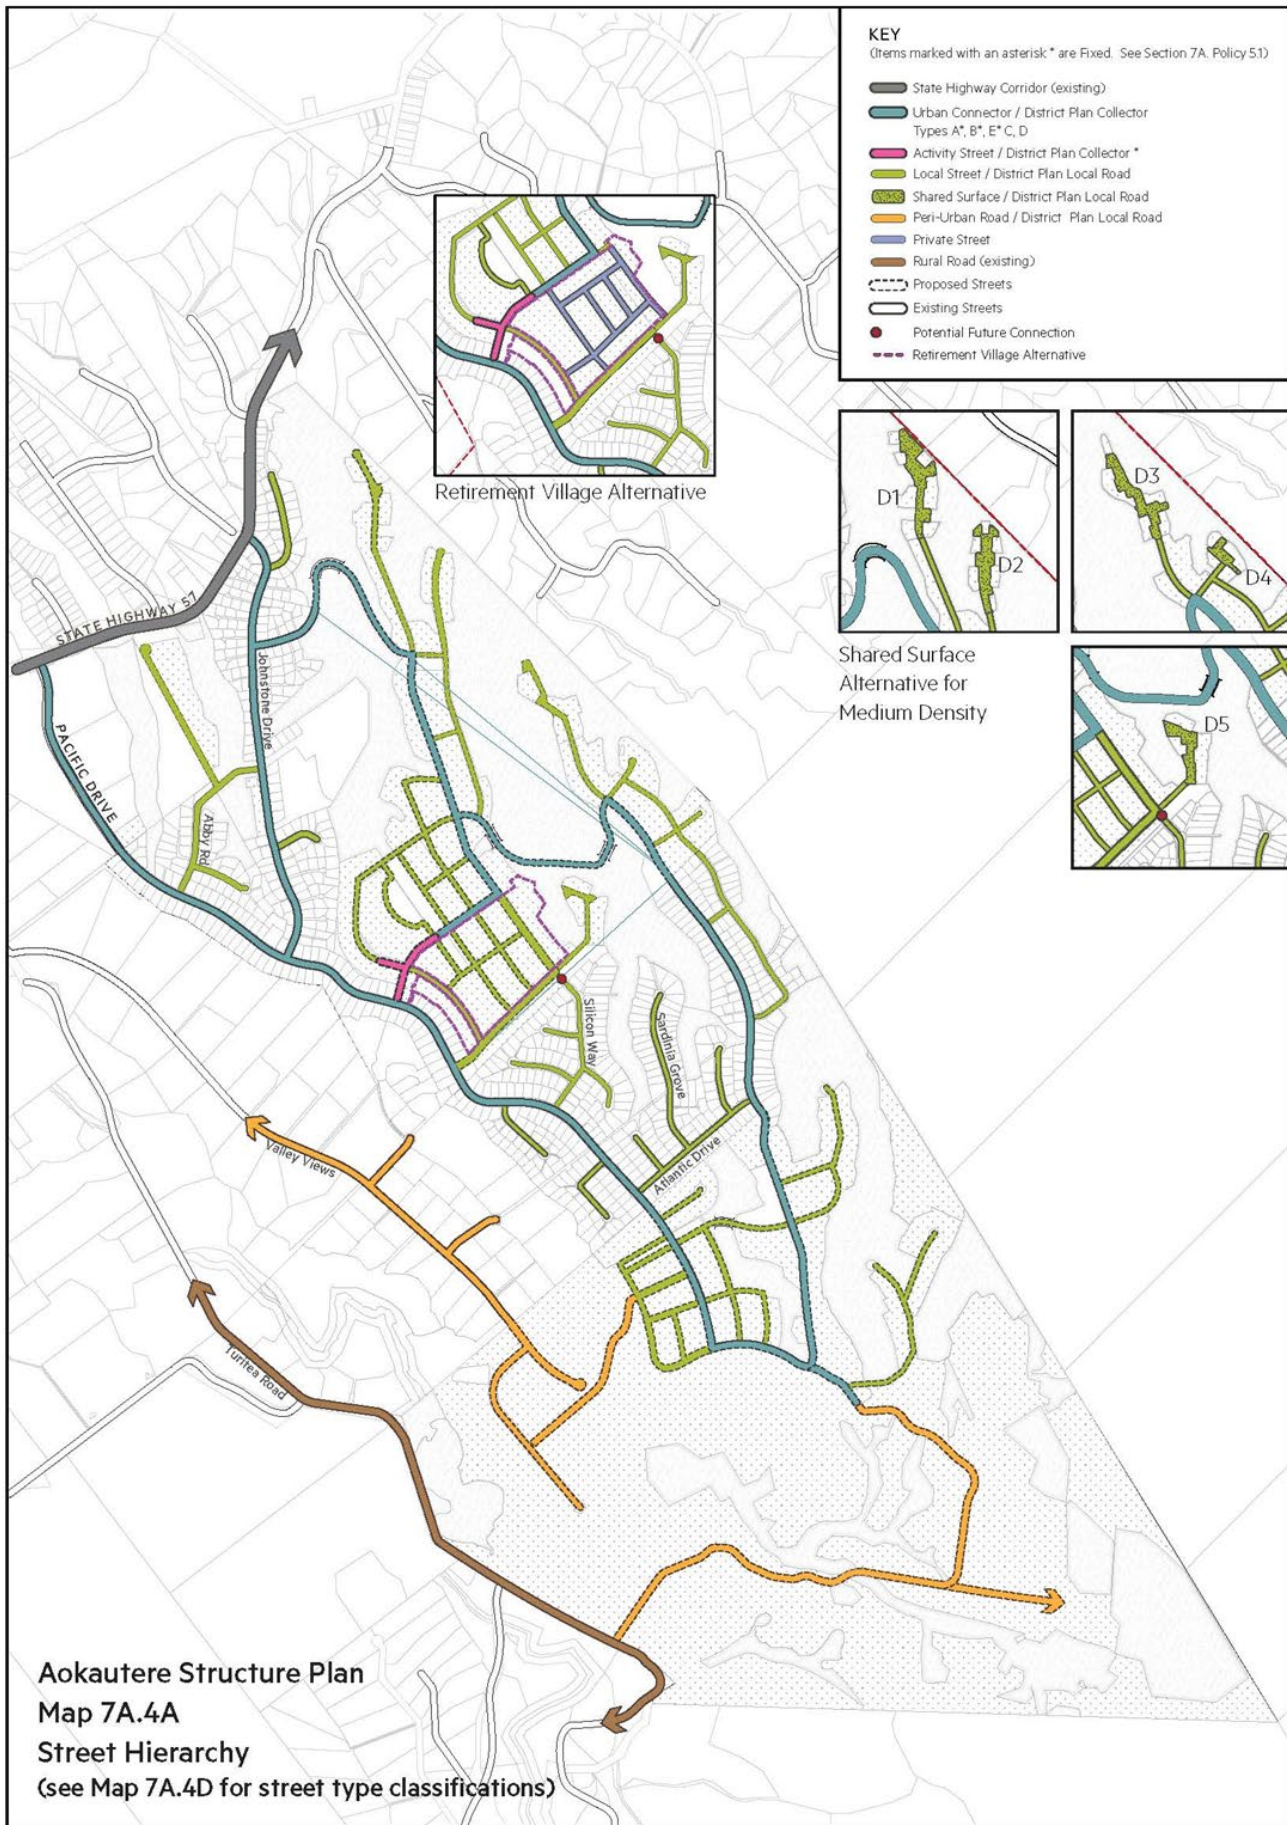 KEY
(Items marked with an asterisk * are Fixed. See Section 7A. Policy 5.1)
State Highway Corridor (existing)
Urban Connector / District Plan Collector
Types A*, B*, E* C, D
Activity Street / District Plan Collector *
Local Street / District Plan Local Road
Shared Surface / District Plan Local Road
Peri-Urban Road / District Plan Local Road
Private Street
Rural Road (existing)
Proposed Streets
Existing Streets
Potential Future Connection
Retirement Village Alternative
Retirement Village Alternative
D1
D2
D3
D4
Shared Surface
Alternative for
Medium Density
D5
STATE HIGHWAY 57
Johnstone Drive
PACIFIC DRIVE
Abby Rd
Silicon Way
Sardinia Grove
Atlantic Drive
Valley Views
Turitea Road
Aokautere Structure Plan
Map 7A.4A
Street Hierarchy
(see Map 7A.4D for street type classifications)